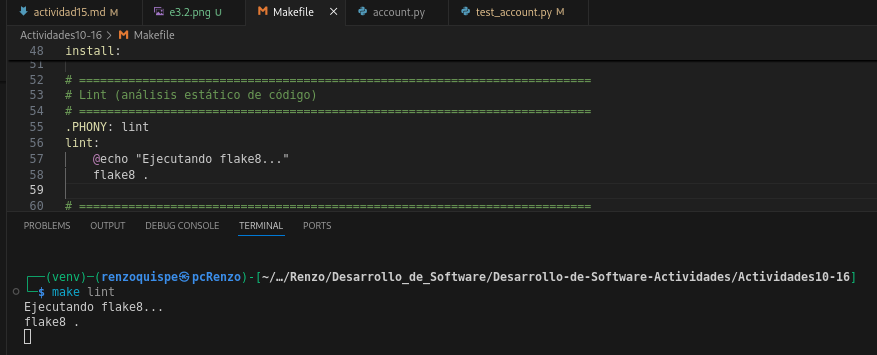 actividad15.md M e3.2.png U Makefile × account.py test_account.py M
Actividades10-16 > Makefile
48 install:
51
52 # ==========================================================================
53 # Lint (análisis estático de código)
54 # ==========================================================================
55 .PHONY: lint
56 lint:
57 @echo "Ejecutando flake8..."
58 flake8 .
59
60 # ==========================================================================
PROBLEMS OUTPUT DEBUG CONSOLE TERMINAL PORTS
┌──(venv)─(renzoquispe㉿pcRenzo)-[~/…/Renzo/Desarrollo_de_Software/Desarrollo-de-Software-Actividades/Actividades10-16]
└─$ make lint
Ejecutando flake8...
flake8 .